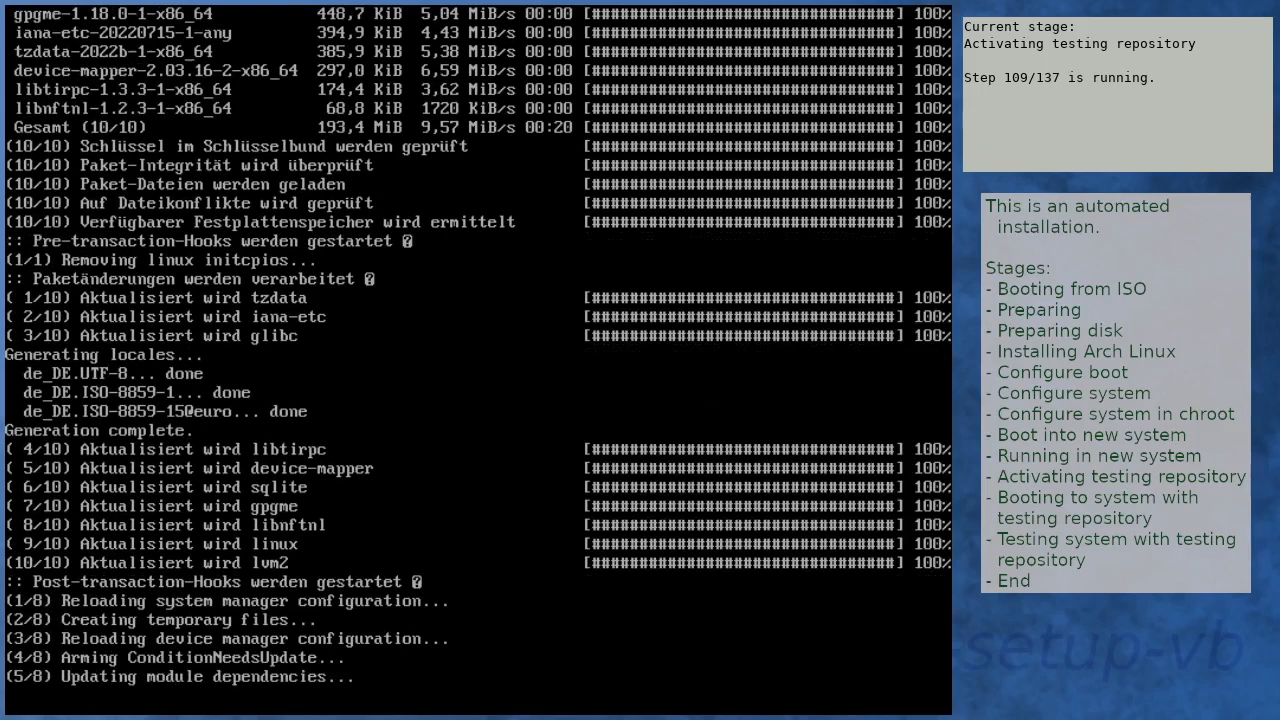 gpgme-1.18.0-1-x86_64 448,7 KiB 5,04 MiB/s 00:00 [################################] 100%
iana-etc-20220715-1-any 394,9 KiB 4,43 MiB/s 00:00 [################################] 100%
tzdata-2022b-1-x86_64 385,9 KiB 5,38 MiB/s 00:00 [################################] 100%
device-mapper-2.03.16-2-x86_64 297,0 KiB 6,59 MiB/s 00:00 [################################] 100%
libtirpc-1.3.3-1-x86_64 174,4 KiB 3,62 MiB/s 00:00 [################################] 100%
libnftnl-1.2.3-1-x86_64 68,8 KiB 1720 KiB/s 00:00 [################################] 100%
Gesamt (10/10) 193,4 MiB 9,57 MiB/s 00:20 [################################] 100%
(10/10) Schlüssel im Schlüsselbund werden geprüft [################################] 100%
(10/10) Paket-Integrität wird überprüft [################################] 100%
(10/10) Paket-Dateien werden geladen [################################] 100%
(10/10) Auf Dateikonflikte wird geprüft [################################] 100%
(10/10) Verfügbarer Festplattenspeicher wird ermittelt [################################] 100%
:: Pre-transaction-Hooks werden gestartet �
(1/1) Removing linux initcpios...
:: Paketänderungen werden verarbeitet �
( 1/10) Aktualisiert wird tzdata [################################] 100%
( 2/10) Aktualisiert wird iana-etc [################################] 100%
( 3/10) Aktualisiert wird glibc [################################] 100%
Generating locales...
de_DE.UTF-8... done
de_DE.ISO-8859-1... done
de_DE.ISO-8859-15@euro... done
Generation complete.
( 4/10) Aktualisiert wird libtirpc [################################] 100%
( 5/10) Aktualisiert wird device-mapper [################################] 100%
( 6/10) Aktualisiert wird sqlite [################################] 100%
( 7/10) Aktualisiert wird gpgme [################################] 100%
( 8/10) Aktualisiert wird libnftnl [################################] 100%
( 9/10) Aktualisiert wird linux [################################] 100%
(10/10) Aktualisiert wird lvm2 [################################] 100%
:: Post-transaction-Hooks werden gestartet �
(1/8) Reloading system manager configuration...
(2/8) Creating temporary files...
(3/8) Reloading device manager configuration...
(4/8) Arming ConditionNeedsUpdate...
(5/8) Updating module dependencies...
Current stage:
Activating testing repository
Step 109/137 is running.
This is an automated
installation.
Stages:
- Booting from ISO
- Preparing
- Preparing disk
- Installing Arch Linux
- Configure boot
- Configure system
- Configure system in chroot
- Boot into new system
- Running in new system
- Activating testing repository
- Booting to system with
testing repository
- Testing system with testing
repository
- End
setup-vb